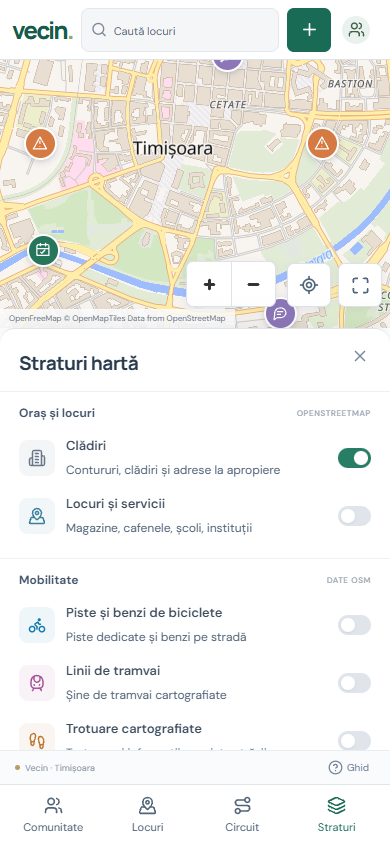 vecin.
Caută locuri
BASTION
CETATE
Timișoara
OpenFreeMap © OpenMapTiles Data from OpenStreetMap
Straturi hartă
Oraș și locuri
OPENSTREETMAP
Clădiri
Contururi, clădiri și adrese la apropiere
Locuri și servicii
Magazine, cafenele, școli, instituții
Mobilitate
DATE OSM
Piste și benzi de biciclete
Piste dedicate și benzi pe stradă
Linii de tramvai
Șine de tramvai cartografiate
Trotuare cartografiate
Vecin · Timișoara
Ghid
Comunitate
Locuri
Circuit
Straturi